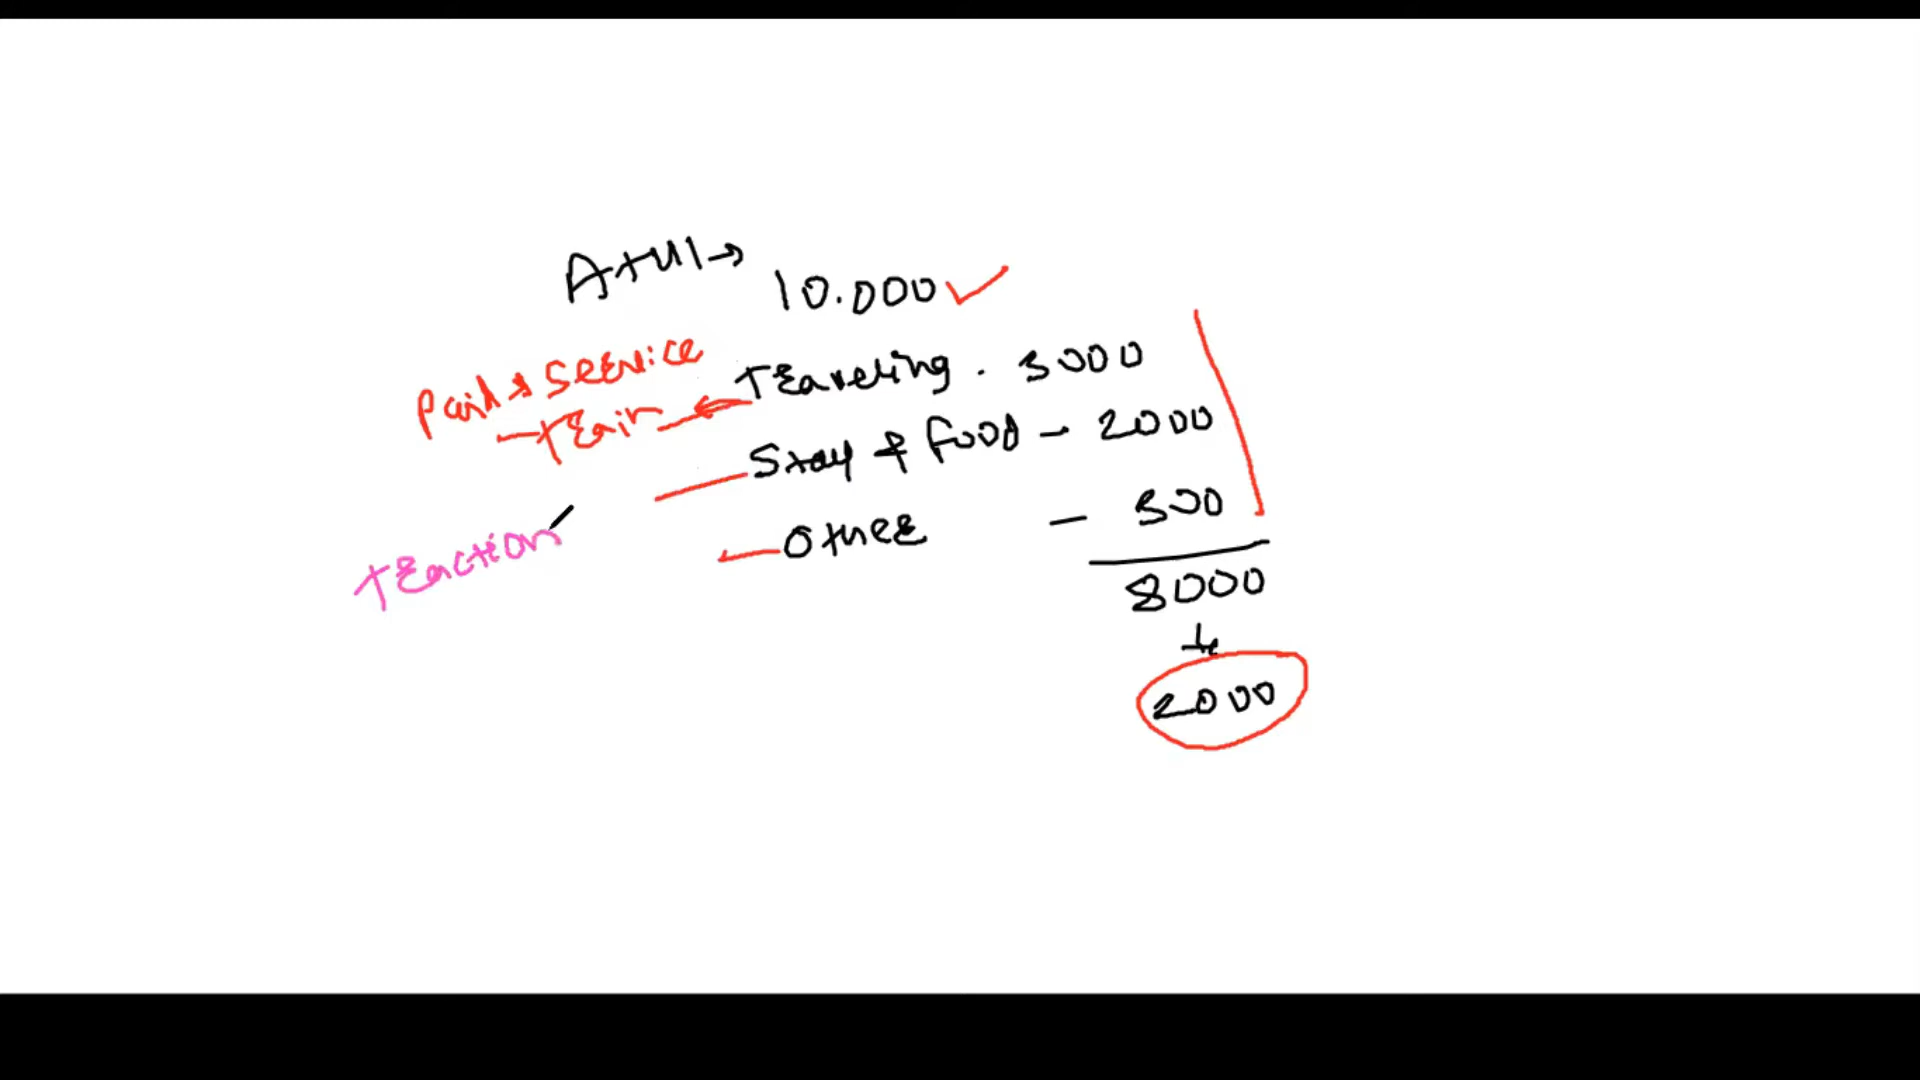 Atul →
10.000 ✓
Paid & Service
Traveling . 3000
Train
Stay & Food - 2000
Other - 500
Traction
8000
2000